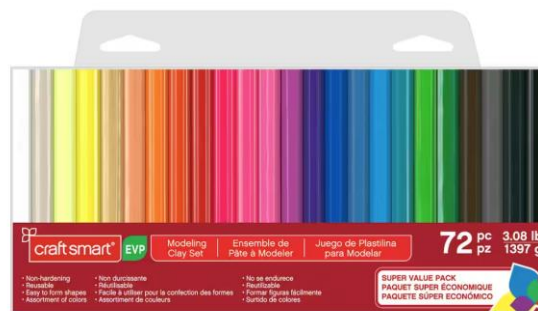 craft smart®
EVP
Modeling
Clay Set
Ensemble de
Pâte à Modeler
Juego de Plastilina
para Modelar
72 pc
pz
3.08 lb
1397 g
• Non-hardening
• Reusable
• Easy to form shapes
• Assortment of colors
• Non durcissante
• Réutilisable
• Facile à utiliser pour la confection des formes
• Assortiment de couleurs
• No se endurece
• Reutilizable
• Formar figuras fácilmente
• Surtido de colores
SUPER VALUE PACK
PAQUET SUPER ÉCONOMIQUE
PAQUETE SÚPER ECONÓMICO